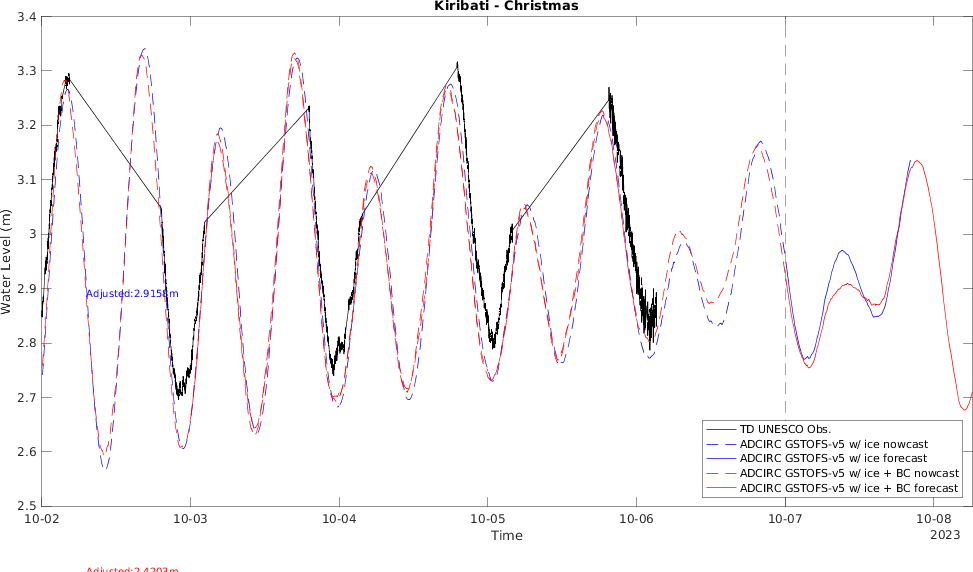 Kiribati - Christmas
3.4
3.3
3.2
3.1
3
2.9
2.8
2.7
2.6
2.5
Water Level (m)
Adjusted:2.9158m
TD UNESCO Obs.
ADCIRC GSTOFS-v5 w/ ice nowcast
ADCIRC GSTOFS-v5 w/ ice forecast
ADCIRC GSTOFS-v5 w/ ice + BC nowcast
ADCIRC GSTOFS-v5 w/ ice + BC forecast
10-02 10-03 10-04 10-05 10-06 10-07 10-08
Time
2023
Adjusted:2.4203m